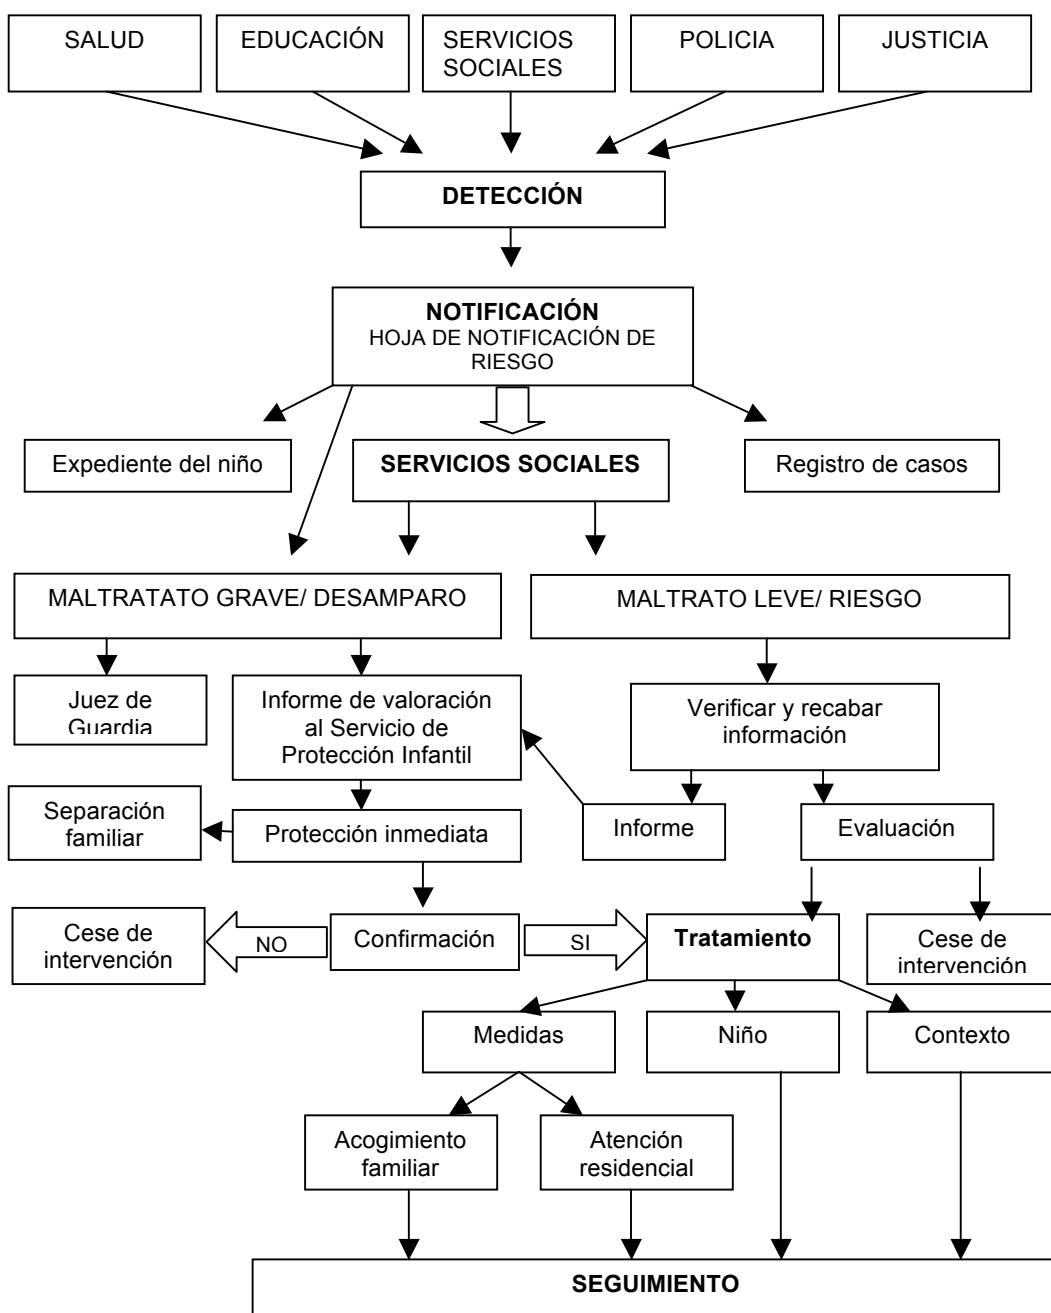 SALUD
EDUCACIÓN
SERVICIOS
SOCIALES
POLICIA
JUSTICIA
DETECCIÓN
NOTIFICACIÓN
HOJA DE NOTIFICACIÓN DE
RIESGO
Expediente del niño
SERVICIOS SOCIALES
Registro de casos
MALTRATATO GRAVE/ DESAMPARO
MALTRATO LEVE/ RIESGO
Juez de
Guardia
Informe de valoración
al Servicio de
Protección Infantil
Verificar y recabar
información
Separación
familiar
Protección inmediata
Informe
Evaluación
Cese de
intervención
NO
Confirmación
SI
Tratamiento
Cese de
intervención
Medidas
Niño
Contexto
Acogimiento
familiar
Atención
residencial
SEGUIMIENTO